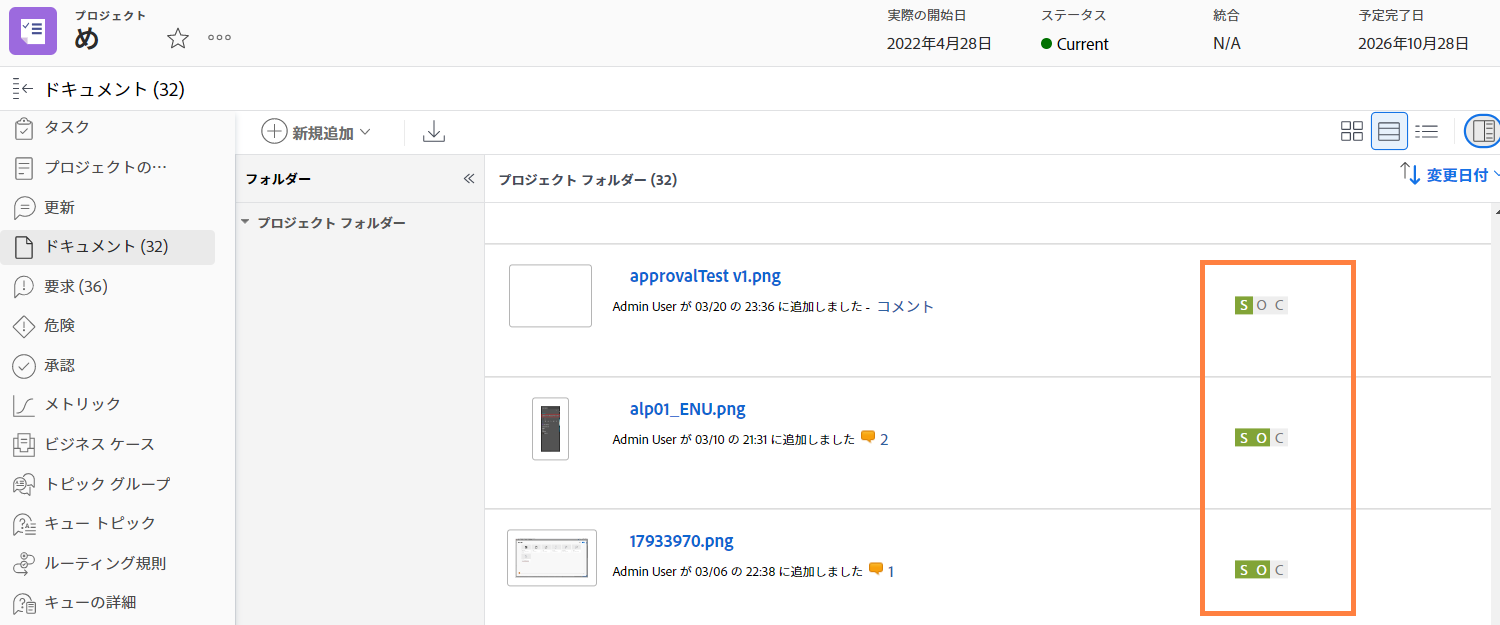 プロジェクト
め
実際の開始日
2022年4月28日
ステータス
Current
統合
N/A
予定完了日
2026年10月28日
ドキュメント (32)
タスク
プロジェクトの…
更新
ドキュメント (32)
要求 (36)
危険
承認
メトリック
ビジネス ケース
トピック グループ
キュー トピック
ルーティング規則
キューの詳細
新規追加
フォルダー
プロジェクト フォルダー
プロジェクト フォルダー (32)
変更日付
approvalTest v1.png
Admin User が 03/20 の 23:36 に追加しました - コメント
S O C
alp01_ENU.png
Admin User が 03/10 の 21:31 に追加しました 2
S O C
17933970.png
Admin User が 03/06 の 22:38 に追加しました 1
S O C